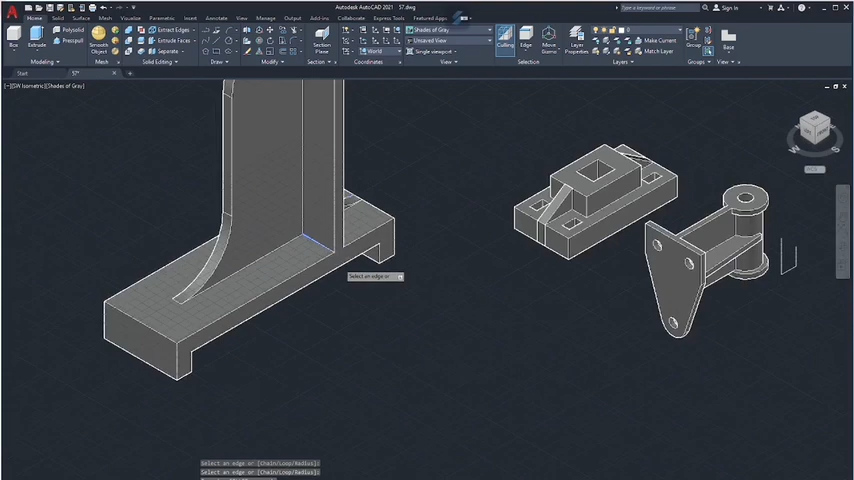 Autodesk AutoCAD 2021 57.dwg
Type a keyword or phrase
Sign In
Home Solid Surface Mesh Visualize Parametric Insert Annotate View Manage Output Add-ins Collaborate Express Tools Featured Apps
Box
Extrude
Polysolid
Presspull
Smooth Object
Extract Edges
Extrude Faces
Separate
Section Plane
World
Shades of Gray
Unsaved View
Single viewport
Culling
Edge
Move Gizmo
Layer Properties
0
Make Current
Match Layer
Group
Base
Modeling
Mesh
Solid Editing
Draw
Modify
Section
Coordinates
View
Selection
Layers
Groups
View
Start
57*
[–][SW Isometric][Shades of Gray]
TOP
W
S
Select an edge or
Select an edge or [Chain/Loop/Radius]:
Select an edge or [Chain/Loop/Radius]: